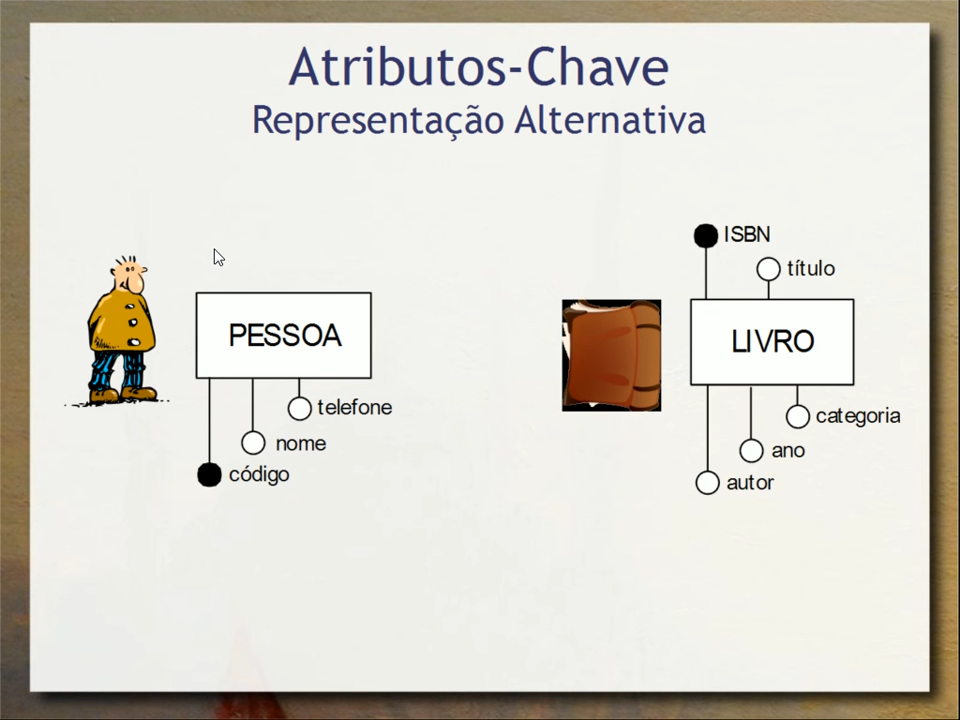 Atributos-Chave
Representação Alternativa
PESSOA
telefone
nome
código
ISBN
título
LIVRO
categoria
ano
autor